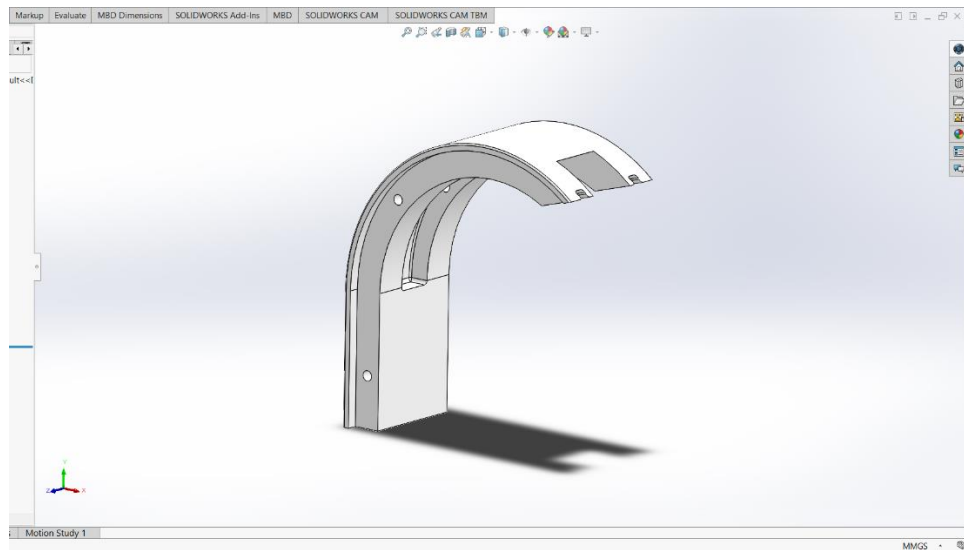 Markup Evaluate MBD Dimensions SOLIDWORKS Add-Ins MBD SOLIDWORKS CAM SOLIDWORKS CAM TBM
ult<<D
Y
Z X
Motion Study 1
MMGS